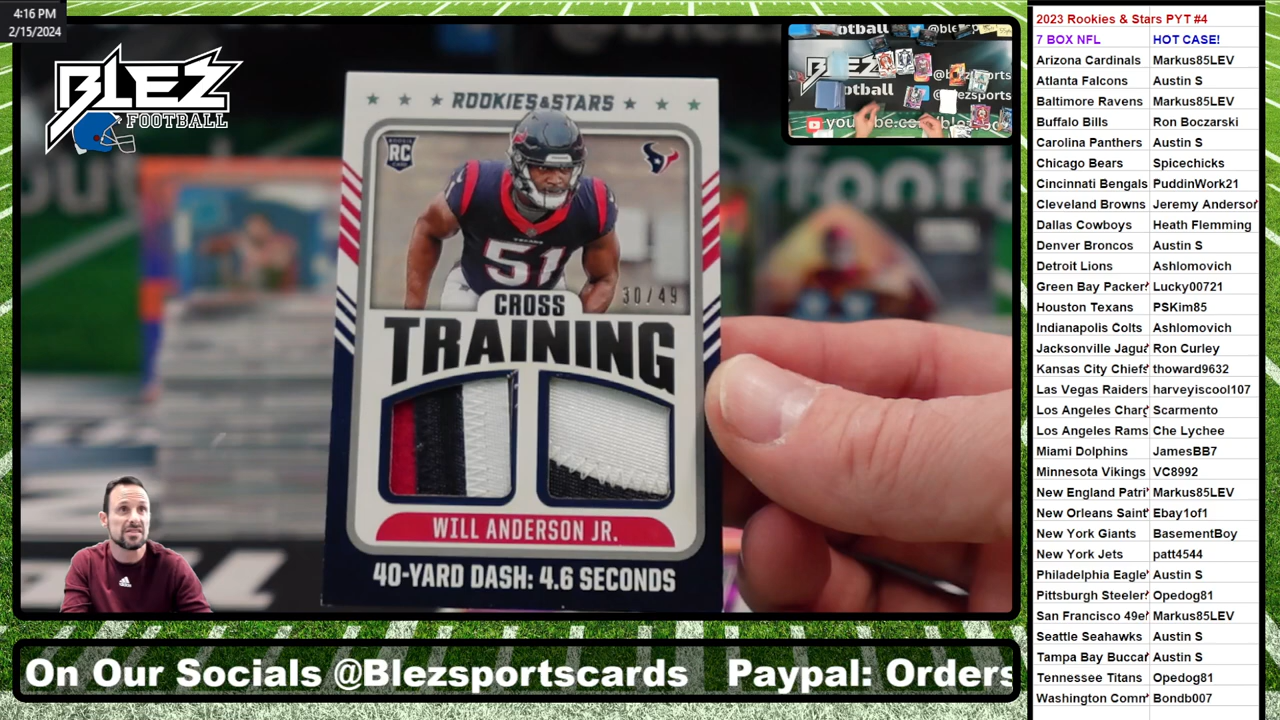 4:16 PM
2/15/2024
BLEZ
FOOTBALL
ROOKIES & STARS
RC
TEXANS
51
30/49
CROSS
TRAINING
WILL ANDERSON JR.
40-YARD DASH: 4.6 SECONDS
On Our Socials @Blezsportscards Paypal: Orders
2023 Rookies & Stars PYT #4
7 BOX NFL HOT CASE!
Arizona Cardinals Markus85LEV
Atlanta Falcons Austin S
Baltimore Ravens Markus85LEV
Buffalo Bills Ron Boczarski
Carolina Panthers Austin S
Chicago Bears Spicechicks
Cincinnati Bengals PuddinWork21
Cleveland Browns Jeremy Anderson
Dallas Cowboys Heath Flemming
Denver Broncos Austin S
Detroit Lions Ashlomovich
Green Bay Packer Lucky00721
Houston Texans PSKim85
Indianapolis Colts Ashlomovich
Jacksonville Jagua Ron Curley
Kansas City Chiefs thoward9632
Las Vegas Raiders harveyiscool107
Los Angeles Charg Scarmento
Los Angeles Rams Che Lychee
Miami Dolphins JamesBB7
Minnesota Vikings VC8992
New England Patri Markus85LEV
New Orleans Saint Ebay1of1
New York Giants BasementBoy
New York Jets patt4544
Philadelphia Eagle Austin S
Pittsburgh Steeler Opedog81
San Francisco 49e Markus85LEV
Seattle Seahawks Austin S
Tampa Bay Buccar Austin S
Tennessee Titans Opedog81
Washington Comm Bondb007